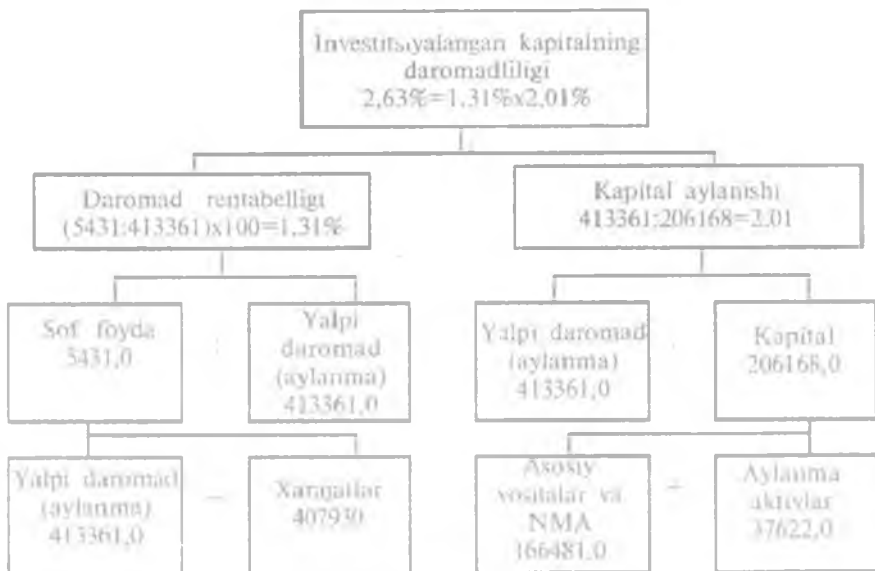 Investitsiyalangan kapitalning
daromadliligi
2,63%=1,31%x2,01%
Daromad rentabelligi
(5431:413361)x100=1,31%
Kapital aylanishi
413361:206168=2.01
Sof foyda
5431,0
:
Yalpi
daromad
(aylanma)
413361,0
Yalpi daromad
(aylanma)
413361,0
Kapital
206168,0
Yalpi daromad
(aylanma)
413361,0
–
Xarajatlar
407930
Asosiy
vositalar va
NMA
166481,0
+
Aylanma
aktivlar
37622,0